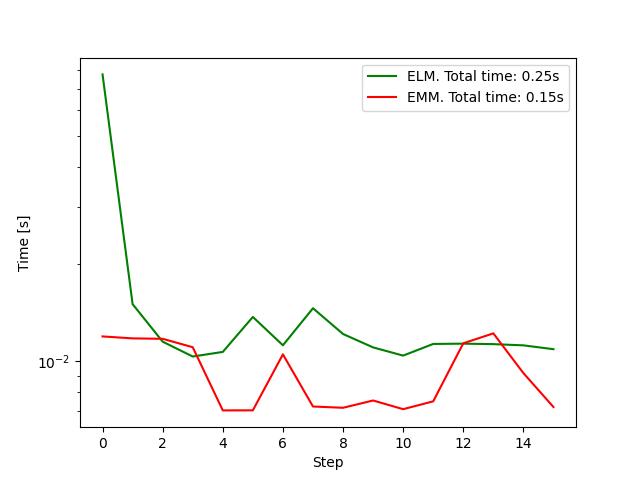 ELM. Total time: 0.25s
EMM. Total time: 0.15s
Time [s]
10⁻²
0 2 4 6 8 10 12 14
Step